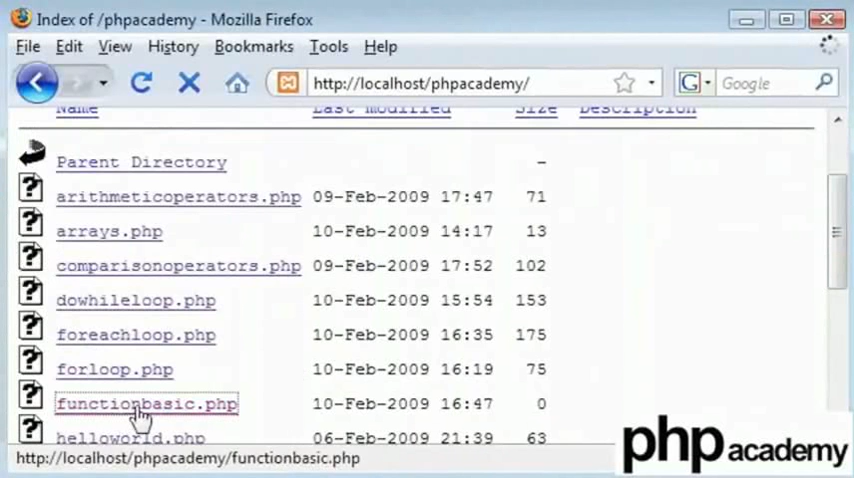 Index of /phpacademy - Mozilla Firefox
File Edit View History Bookmarks Tools Help
http://localhost/phpacademy/ G Google
Name Last modified Size Description
Parent Directory -
? arithmeticoperators.php 09-Feb-2009 17:47 71
? arrays.php 10-Feb-2009 14:17 13
? comparisonoperators.php 09-Feb-2009 17:52 102
? dowhileloop.php 10-Feb-2009 15:54 153
? foreachloop.php 10-Feb-2009 16:35 175
? forloop.php 10-Feb-2009 16:19 75
? functionbasic.php 10-Feb-2009 16:47 0
? helloworld.php 06-Feb-2009 21:39 63
http://localhost/phpacademy/functionbasic.php
php academy